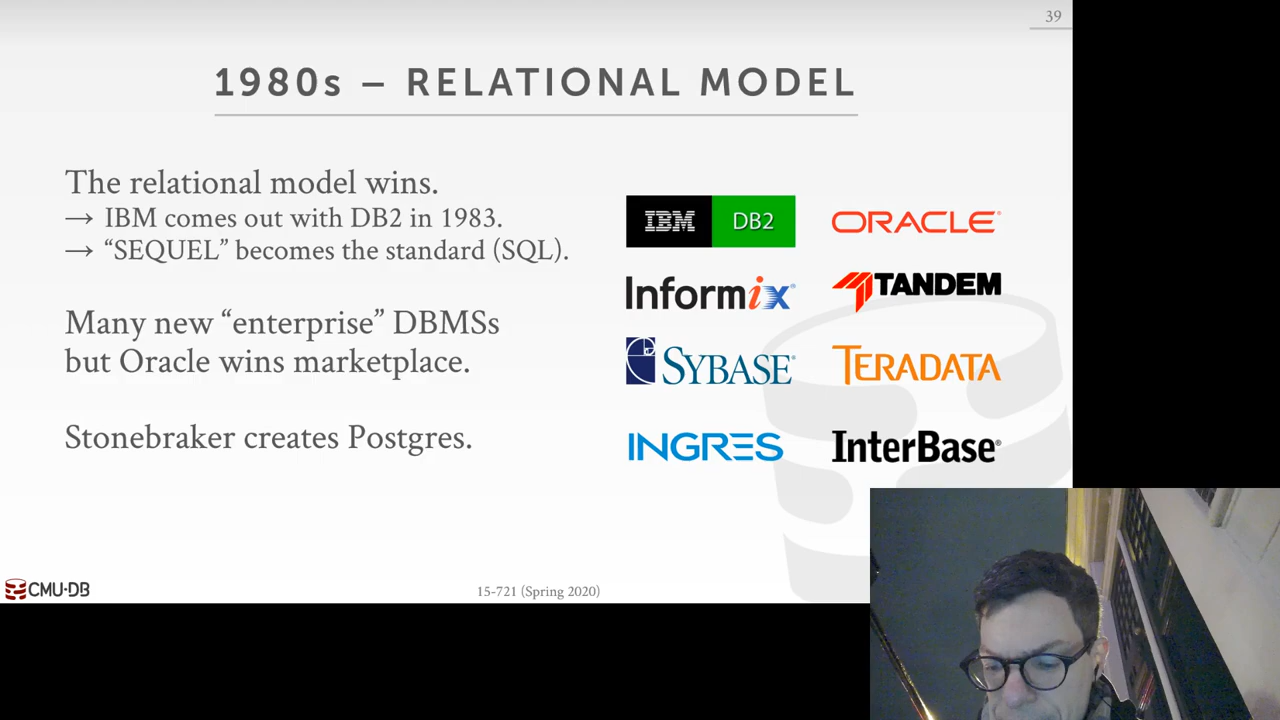 39
1980s – RELATIONAL MODEL
The relational model wins.
→ IBM comes out with DB2 in 1983.
→ “SEQUEL” becomes the standard (SQL).
Many new “enterprise” DBMSs
but Oracle wins marketplace.
Stonebraker creates Postgres.
IBM DB2
ORACLE®
Informix®
TANDEM
SYBASE®
TERADATA
INGRES
InterBase®
CMU·DB
15-721 (Spring 2020)